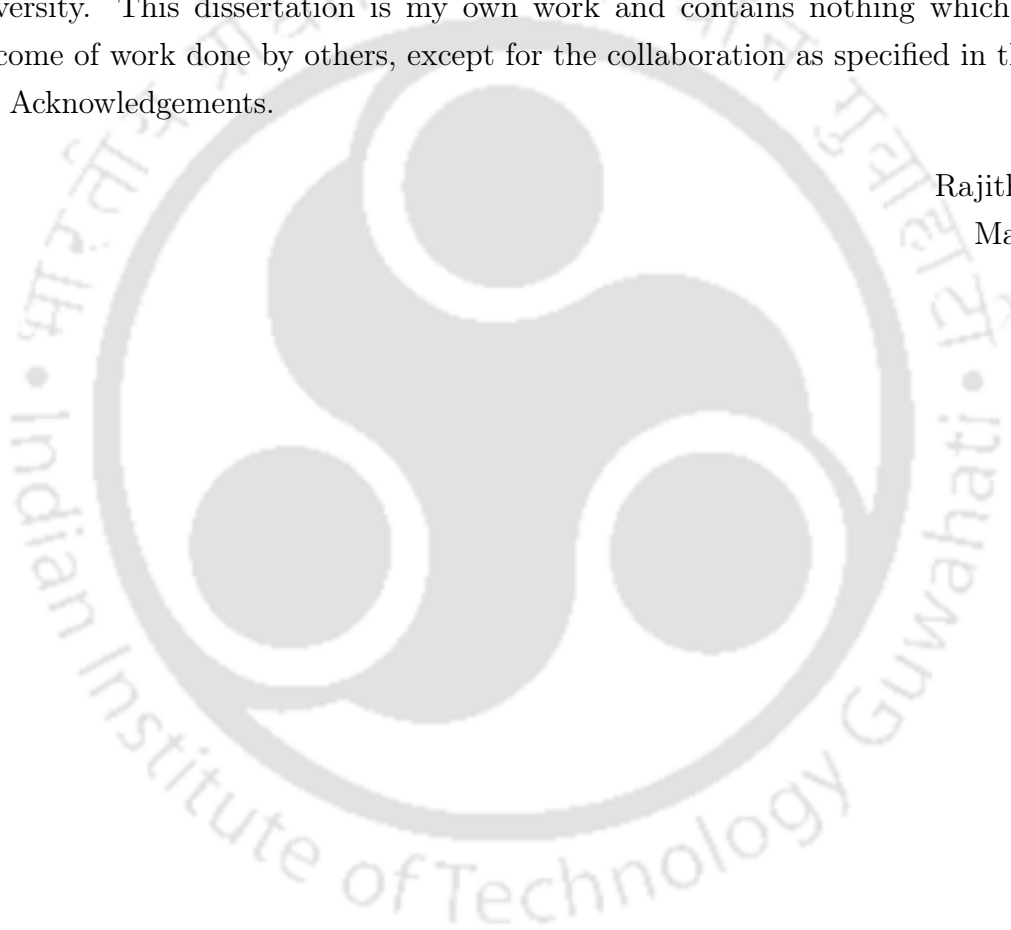 versity. This dissertation is my own work and contains nothing which
come of work done by others, except for the collaboration as specified in th
Acknowledgements.
Rajith
Ma
• Indian Institute of Technology Guwahati •